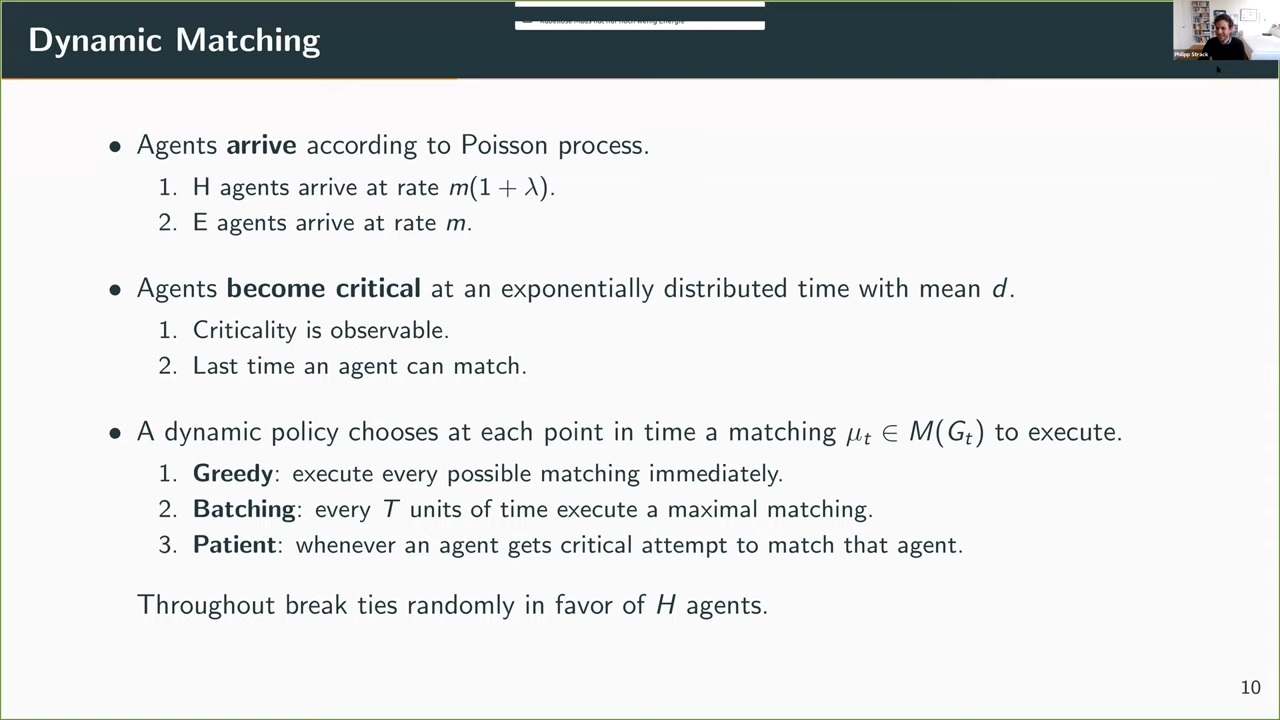 Dynamic Matching
Philipp Strack
• Agents arrive according to Poisson process.
1. H agents arrive at rate m(1 + λ).
2. E agents arrive at rate m.
• Agents become critical at an exponentially distributed time with mean d.
1. Criticality is observable.
2. Last time an agent can match.
• A dynamic policy chooses at each point in time a matching μₜ ∈ M(Gₜ) to execute.
1. Greedy: execute every possible matching immediately.
2. Batching: every T units of time execute a maximal matching.
3. Patient: whenever an agent gets critical attempt to match that agent.
Throughout break ties randomly in favor of H agents.
10